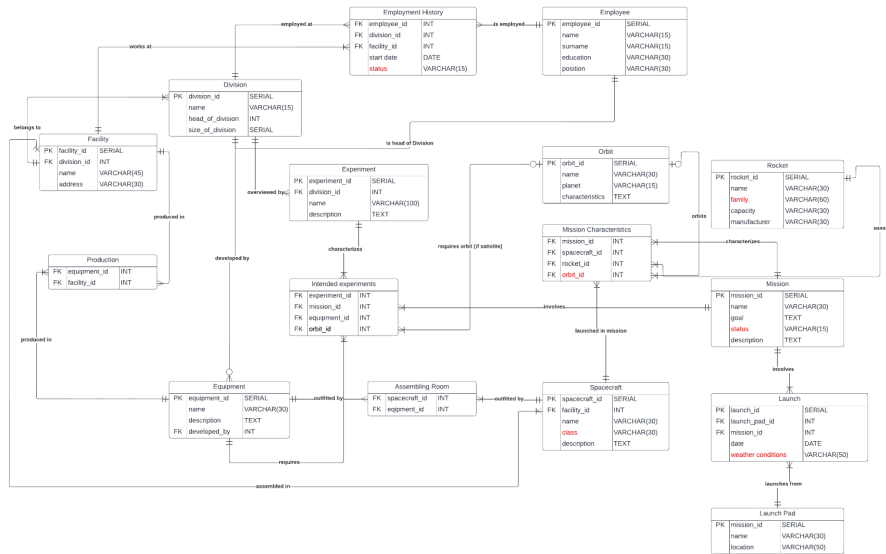 Employment History
FK employee_id INT
FK division_id INT
FK facility_id INT
start date DATE
status VARCHAR(15)
Employee
PK employee_id SERIAL
name VARCHAR(15)
surname VARCHAR(15)
education VARCHAR(30)
position VARCHAR(30)
employed at
is employed
works at
Division
PK division_id SERIAL
name VARCHAR(15)
head_of_division INT
size_of_division SERIAL
belongs to
is head of Division
Facility
PK facility_id SERIAL
FK division_id INT
name VARCHAR(45)
address VARCHAR(30)
Experiment
PK experiment_id SERIAL
FK division_id INT
name VARCHAR(100)
description TEXT
overviewed by
Orbit
PK orbit_id SERIAL
name VARCHAR(30)
planet VARCHAR(15)
characteristics TEXT
Rocket
PK rocket_id SERIAL
name VARCHAR(30)
family VARCHAR(60)
capacity VARCHAR(30)
manufacturer VARCHAR(30)
produced in
orbits
uses
Mission Characteristics
FK mission_id INT
FK spacecraft_id INT
FK rocket_id INT
FK orbit_id INT
characterizes
requires orbit (if sattelite)
characterizes
developed by
Production
FK equipment_id INT
FK facility_id INT
Intended experiments
FK experiment_id INT
FK mission_id INT
FK equipment_id INT
FK orbit_id INT
involves
Mission
PK mission_id SERIAL
name VARCHAR(30)
goal TEXT
status VARCHAR(15)
description TEXT
launched in mission
produced in
involves
Equipment
PK equipment_id SERIAL
name VARCHAR(30)
description TEXT
FK developed_by INT
outfitted by
Assembling Room
FK spacecraft_id INT
FK eqipment_id INT
outfitted by
Spacecraft
PK spacecraft_id SERIAL
FK facility_id INT
name VARCHAR(30)
class VARCHAR(30)
description TEXT
Launch
PK launch_id SERIAL
FK launch_pad_id INT
FK mission_id INT
date DATE
weather conditions VARCHAR(50)
requires
assembled in
launches from
Launch Pad
PK mission_id SERIAL
name VARCHAR(30)
location VARCHAR(50)